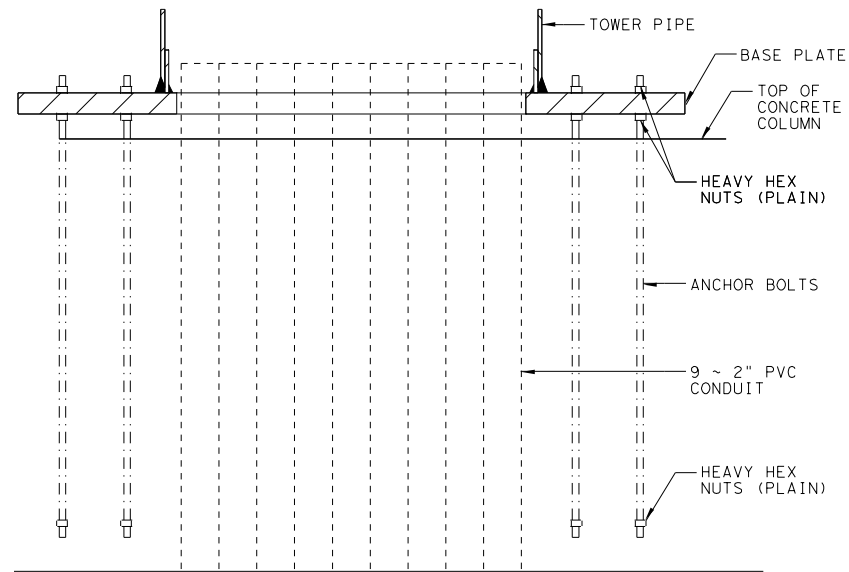 TOWER PIPE
BASE PLATE
TOP OF
CONCRETE
COLUMN
HEAVY HEX
NUTS (PLAIN)
ANCHOR BOLTS
9 ~ 2" PVC
CONDUIT
HEAVY HEX
NUTS (PLAIN)